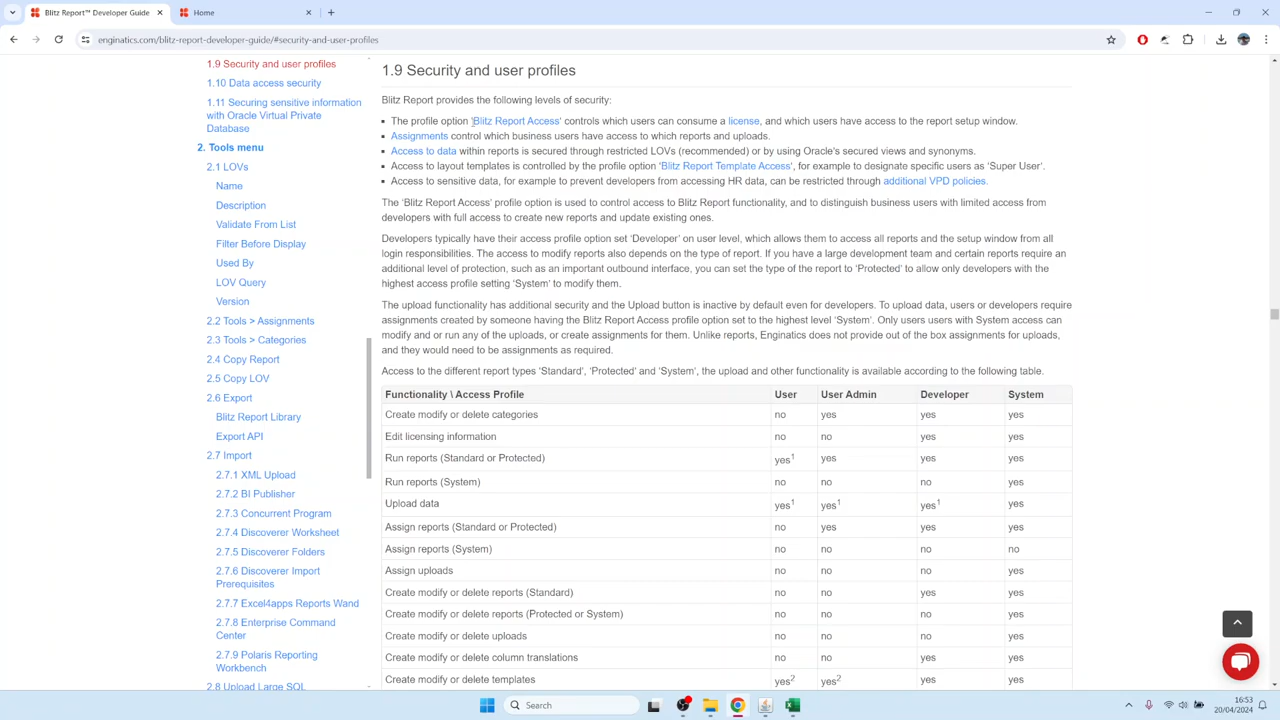 Blitz Report™ Developer Guide
Home
enginatics.com/blitz-report-developer-guide/#security-and-user-profiles
1.9 Security and user profiles
1.10 Data access security
1.11 Securing sensitive information
with Oracle Virtual Private
Database
2. Tools menu
2.1 LOVs
Name
Description
Validate From List
Filter Before Display
Used By
LOV Query
Version
2.2 Tools > Assignments
2.3 Tools > Categories
2.4 Copy Report
2.5 Copy LOV
2.6 Export
Blitz Report Library
Export API
2.7 Import
2.7.1 XML Upload
2.7.2 BI Publisher
2.7.3 Concurrent Program
2.7.4 Discoverer Worksheet
2.7.5 Discoverer Folders
2.7.6 Discoverer Import
Prerequisites
2.7.7 Excel4apps Reports Wand
2.7.8 Enterprise Command
Center
2.7.9 Polaris Reporting
Workbench
2.8 Upload Large SQL
1.9 Security and user profiles
Blitz Report provides the following levels of security:
The profile option 'Blitz Report Access' controls which users can consume a license, and which users have access to the report setup window.
Assignments control which business users have access to which reports and uploads.
Access to data within reports is secured through restricted LOVs (recommended) or by using Oracle's secured views and synonyms.
Access to layout templates is controlled by the profile option 'Blitz Report Template Access', for example to designate specific users as 'Super User'.
Access to sensitive data, for example to prevent developers from accessing HR data, can be restricted through additional VPD policies.
The 'Blitz Report Access' profile option is used to control access to Blitz Report functionality, and to distinguish business users with limited access from
developers with full access to create new reports and update existing ones.
Developers typically have their access profile option set 'Developer' on user level, which allows them to access all reports and the setup window from all
login responsibilities. The access to modify reports also depends on the type of report. If you have a large development team and certain reports require an
additional level of protection, such as an important outbound interface, you can set the type of the report to 'Protected' to allow only developers with the
highest access profile setting 'System' to modify them.
The upload functionality has additional security and the Upload button is inactive by default even for developers. To upload data, users or developers require
assignments created by someone having the Blitz Report Access profile option set to the highest level 'System'. Only users users with System access can
modify and or run any of the uploads, or create assignments for them. Unlike reports, Enginatics does not provide out of the box assignments for uploads,
and they would need to be assignments as required.
Access to the different report types 'Standard', 'Protected' and 'System', the upload and other functionality is available according to the following table.
Functionality \ Access Profile User User Admin Developer System
Create modify or delete categories no yes yes yes
Edit licensing information no no yes yes
Run reports (Standard or Protected) yes1 yes yes yes
Run reports (System) no no no yes
Upload data yes1 yes1 yes1 yes
Assign reports (Standard or Protected) no yes yes yes
Assign reports (System) no no no no
Assign uploads no no no yes
Create modify or delete reports (Standard) no no yes yes
Create modify or delete reports (Protected or System) no no no yes
Create modify or delete uploads no no no yes
Create modify or delete column translations no no yes yes
Create modify or delete templates yes2 yes2 yes yes
Search
16:53
20/04/2024